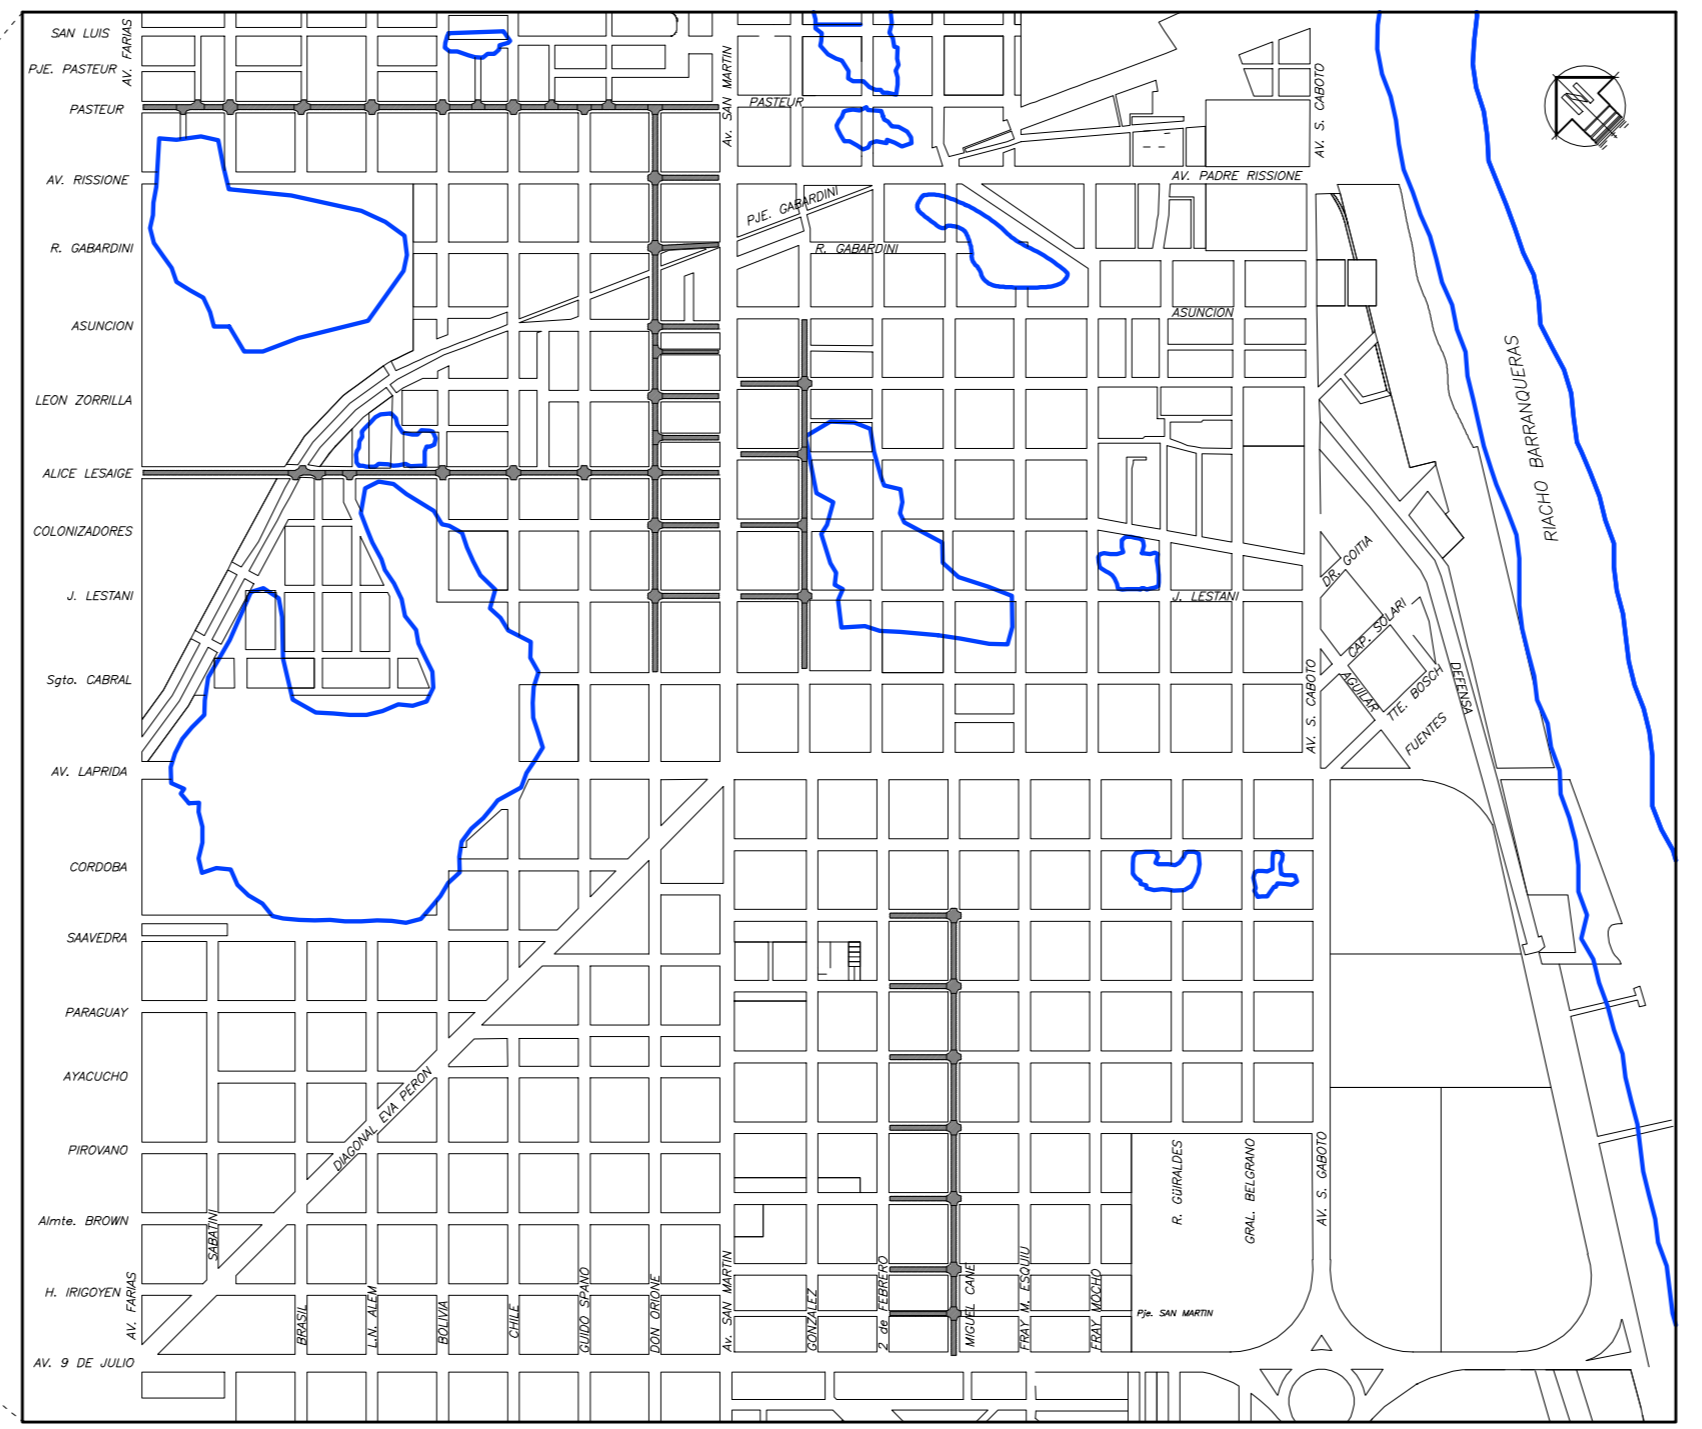 SAN LUIS
AV. FARIAS
PJE. PASTEUR
PASTEUR
AV. RISSIONE
R. GABARDINI
ASUNCION
LEON ZORRILLA
ALICE LESAIGE
COLONIZADORES
J. LESTANI
Sgto. CABRAL
AV. LAPRIDA
CORDOBA
SAAVEDRA
PARAGUAY
AYACUCHO
PIROVANO
Almte. BROWN
H. IRIGOYEN
AV. FARIAS
AV. 9 DE JULIO
Av. SAN MARTIN
PASTEUR
AV. S. CABOTO
N
AV. PADRE RISSIONE
PJE. GABARDINI
R. GABARDINI
ASUNCION
RIACHO BARRANQUERAS
DR. GOITIA
J. LESTANI
CAP. SOLARI
AGUILAR
TTE. BOSCH
DEFENSA
FUENTES
AV. S. CABOTO
DIAGONAL EVA PERON
SABATINI
BRASIL
L.N. ALEM
BOLIVIA
CHILE
GUIDO SPANO
DON ORIONE
Av. SAN MARTIN
GONZALEZ
2 de FEBRERO
MIGUEL CANE
FRAY M. ESQUIU
FRAY MOCHO
R. GÜIRALDES
GRAL. BELGRANO
AV. S. GABOTO
Pje. SAN MARTIN